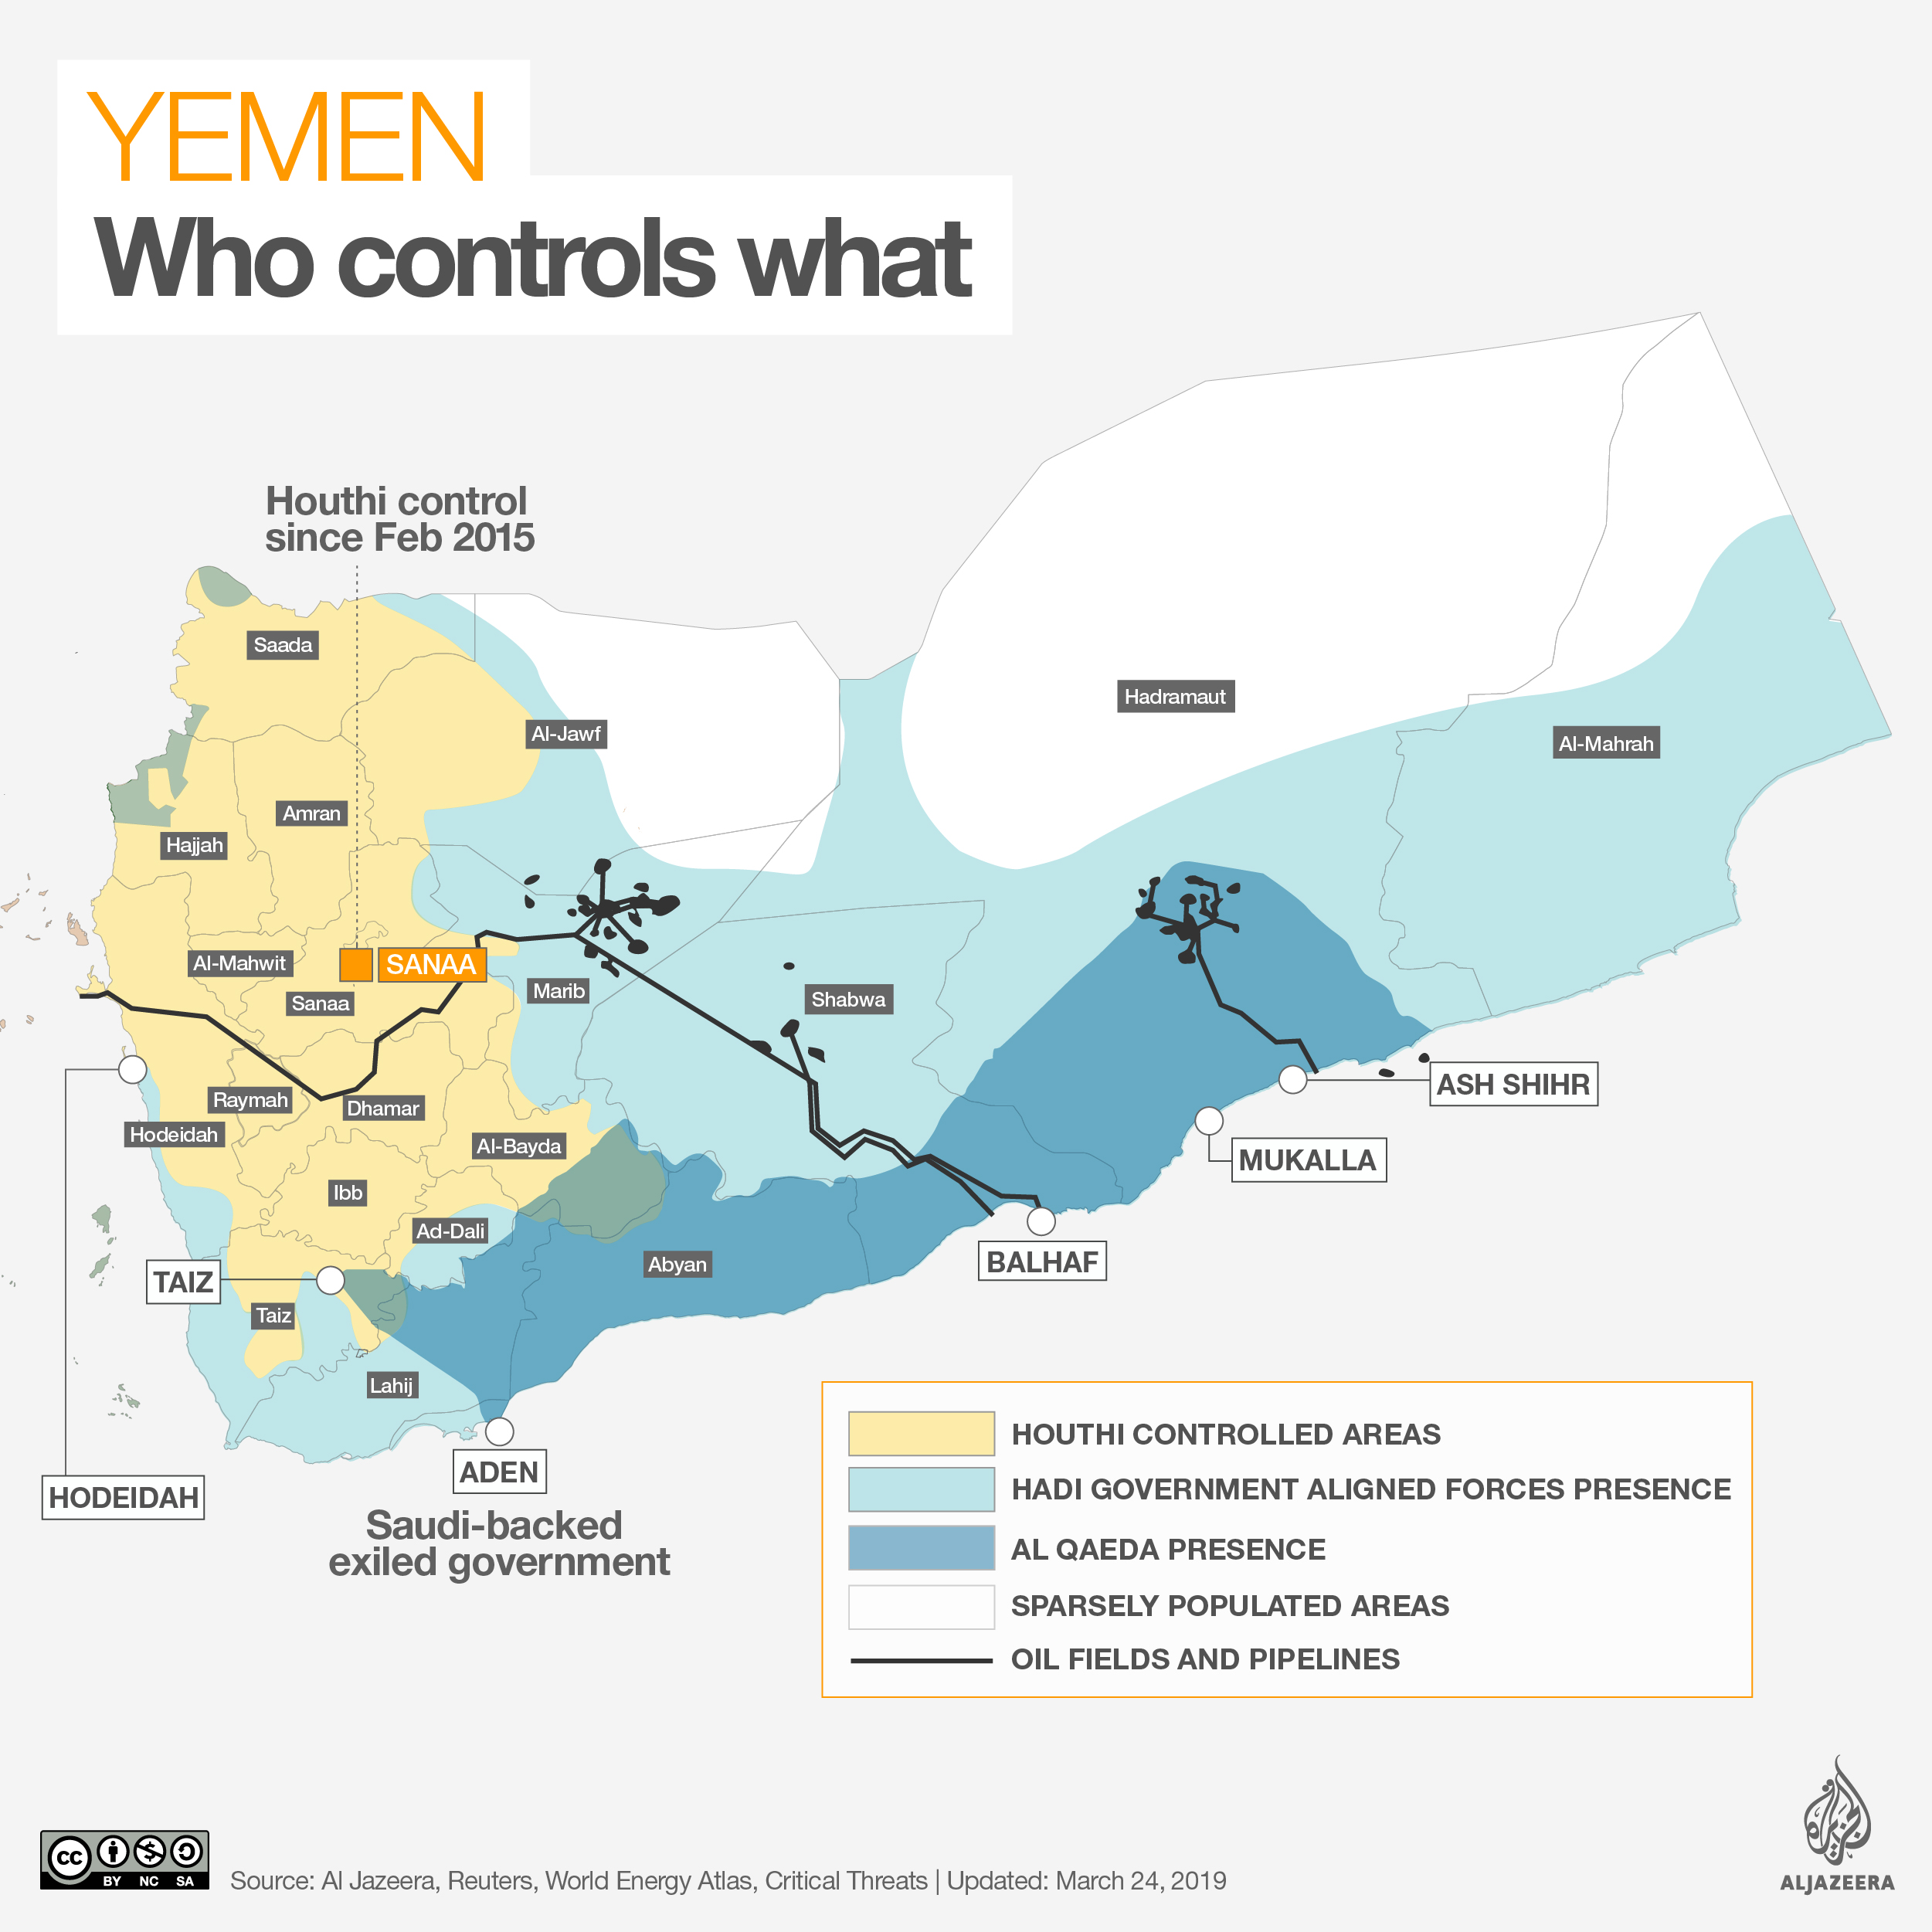 YEMEN
Who controls what
Houthi control
since Feb 2015
Saada
Al-Jawf
Hadramaut
Al-Mahrah
Amran
Hajjah
Al-Mahwit
SANAA
Sanaa
Marib
Shabwa
Raymah
Dhamar
Hodeidah
Al-Bayda
Ibb
Ad-Dali
Abyan
TAIZ
Taiz
Lahij
ASH SHIHR
MUKALLA
BALHAF
ADEN
HODEIDAH
Saudi-backed
exiled government
HOUTHI CONTROLLED AREAS
HADI GOVERNMENT ALIGNED FORCES PRESENCE
AL QAEDA PRESENCE
SPARSELY POPULATED AREAS
OIL FIELDS AND PIPELINES
cc
BY NC SA
Source: Al Jazeera, Reuters, World Energy Atlas, Critical Threats | Updated: March 24, 2019
ALJAZEERA